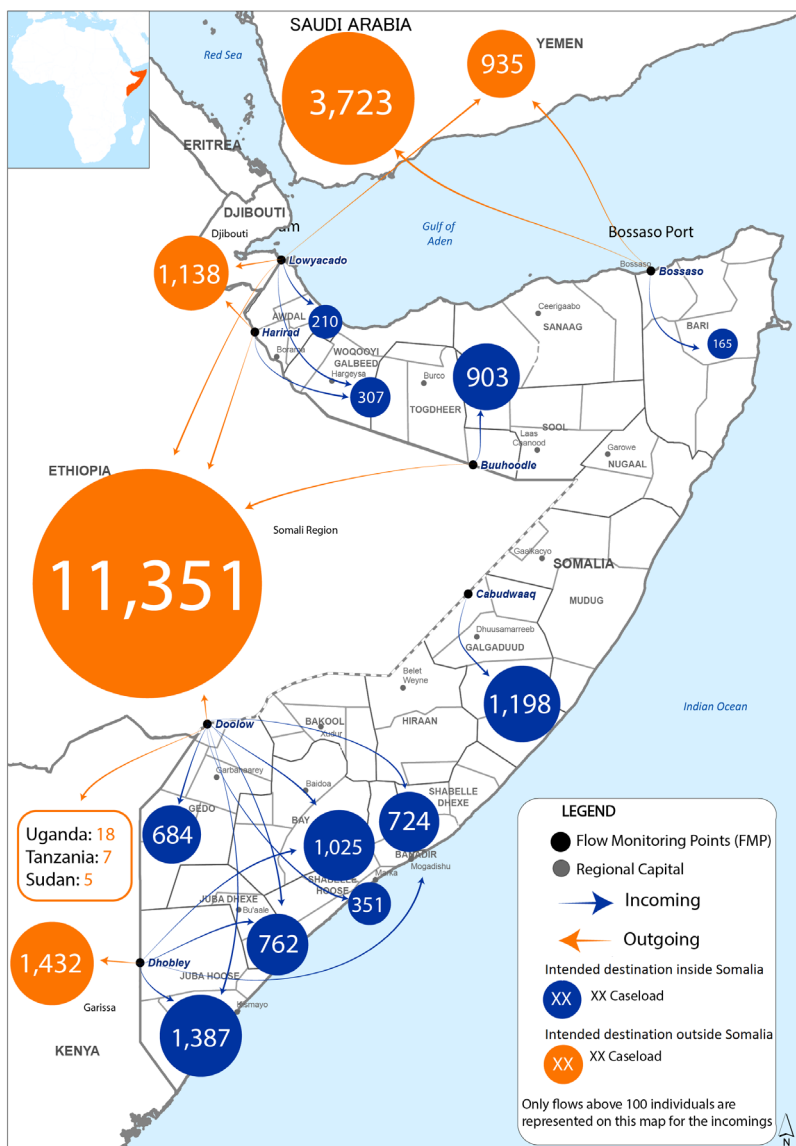 SAUDI ARABIA
YEMEN
Red Sea
935
3,723
ERITREA
DJIBOUTI
am
Djibouti
Gulf of
Aden
Bossaso Port
Lowyacado
Bossaso
Bossaso
1,138
Ceerigaabo
AWDAL
210
SANAAG
BARI
Harirad
165
Borama
WOQOOYI
GALBEED
Hargeysa
903
Burco
307
TOGDHEER
SOOL
Laas
Caanood
Garowe
NUGAAL
Buuhoodle
ETHIOPIA
Somali Region
Gaalkacyo
SOMALIA
11,351
Cabudwaaq
MUDUG
Dhuusamarreeb
GALGADUUD
Belet
Weyne
1,198
Indian Ocean
Doolow
BAKOOL
Xudur
HIRAAN
Garbahaarey
Baidoa
SHABELLE
DHEXE
GEDO
BAY
684
724
Uganda: 18
Tanzania: 7
Sudan: 5
1,025
BANADIR
Mogadishu
SHABELLE
HOOSE
Marka
JUBA DHEXE
Bu'aale
351
762
1,432
Dhobley
JUBA HOOSE
Garissa
Kismayo
1,387
KENYA
LEGEND
Flow Monitoring Points (FMP)
Regional Capital
Incoming
Outgoing
Intended destination inside Somalia
XX
XX Caseload
Intended destination outside Somalia
XX
XX Caseload
Only flows above 100 individuals are
represented on this map for the incomings
N